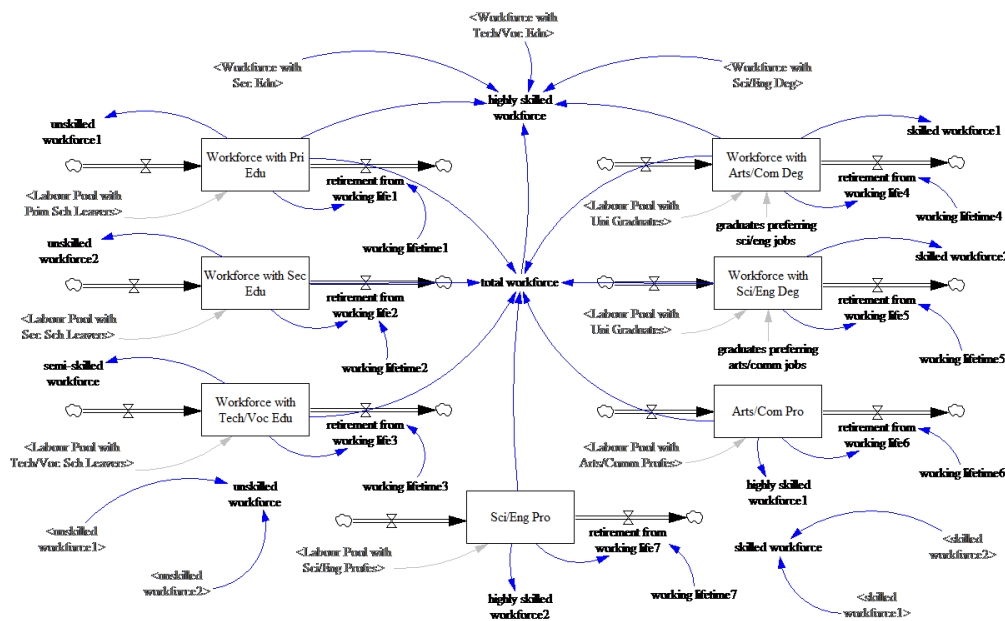 <Workforce with
Tech/Voc Edu>
<Workforce with
Sec Edu>
<Workforce with
Sci/Eng Deg>
highly skilled
workforce
unskilled
workforce1
skilled workforce1
Workforce with Pri
Edu
Workforce with
Arts/Com Deg
<Labour Pool with
Prim Sch Leavers>
retirement from
working life1
<Labour Pool with
Uni Graduates>
retirement from
working life4
working lifetime1
graduates preferring
sci/eng jobs
working lifetime4
unskilled
workforce2
skilled workforce2
Workforce with Sec
Edu
total workforce
Workforce with
Sci/Eng Deg
<Labour Pool with
Sec Sch Leavers>
retirement from
working life2
<Labour Pool with
Uni Graduates>
retirement from
working life5
working lifetime2
graduates preferring
arts/comm jobs
working lifetime5
semi-skilled
workforce
Workforce with
Tech/Voc Edu
Arts/Com Pro
<Labour Pool with
Tech/Voc Sch Leavers>
retirement from
working life3
<Labour Pool with
Arts/Comm Profes>
retirement from
working life6
working lifetime3
highly skilled
workforce1
working lifetime6
unskilled
workforce
Sci/Eng Pro
<unskilled
workforce1>
<Labour Pool with
Sci/Eng Profes>
retirement from
working life7
skilled workforce
<skilled
workforce2>
<unskilled
workforce2>
highly skilled
workforce2
working lifetime7
<skilled
workforce1>